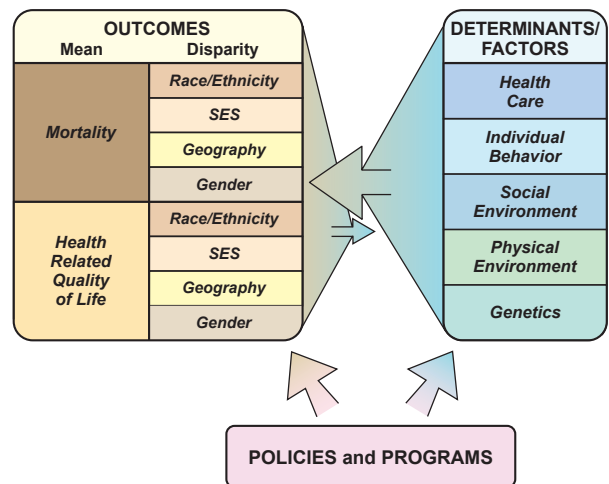 OUTCOMES
Mean Disparity
Mortality
Race/Ethnicity
SES
Geography
Gender
Health
Related
Quality
of Life
Race/Ethnicity
SES
Geography
Gender
DETERMINANTS/
FACTORS
Health
Care
Individual
Behavior
Social
Environment
Physical
Environment
Genetics
POLICIES and PROGRAMS